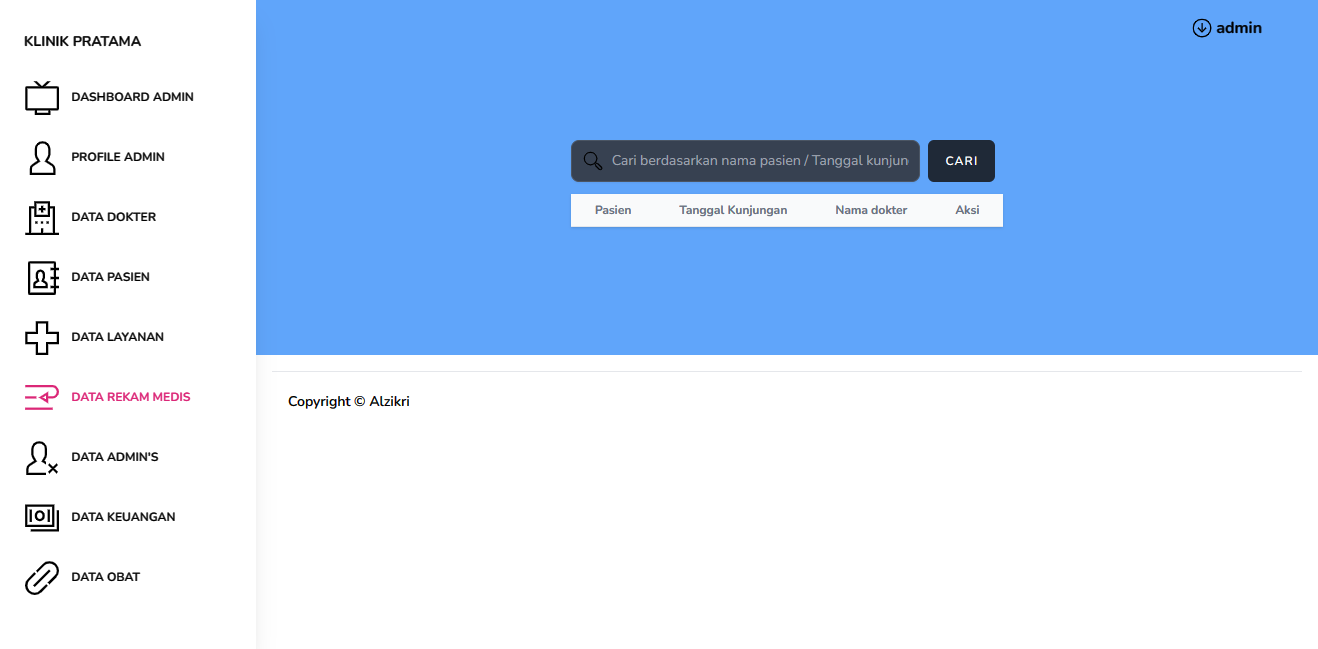 KLINIK PRATAMA
DASHBOARD ADMIN
PROFILE ADMIN
DATA DOKTER
DATA PASIEN
DATA LAYANAN
DATA REKAM MEDIS
DATA ADMIN'S
DATA KEUANGAN
DATA OBAT
admin
Cari berdasarkan nama pasien / Tanggal kunjun
CARI
Pasien Tanggal Kunjungan Nama dokter Aksi
Copyright © Alzikri